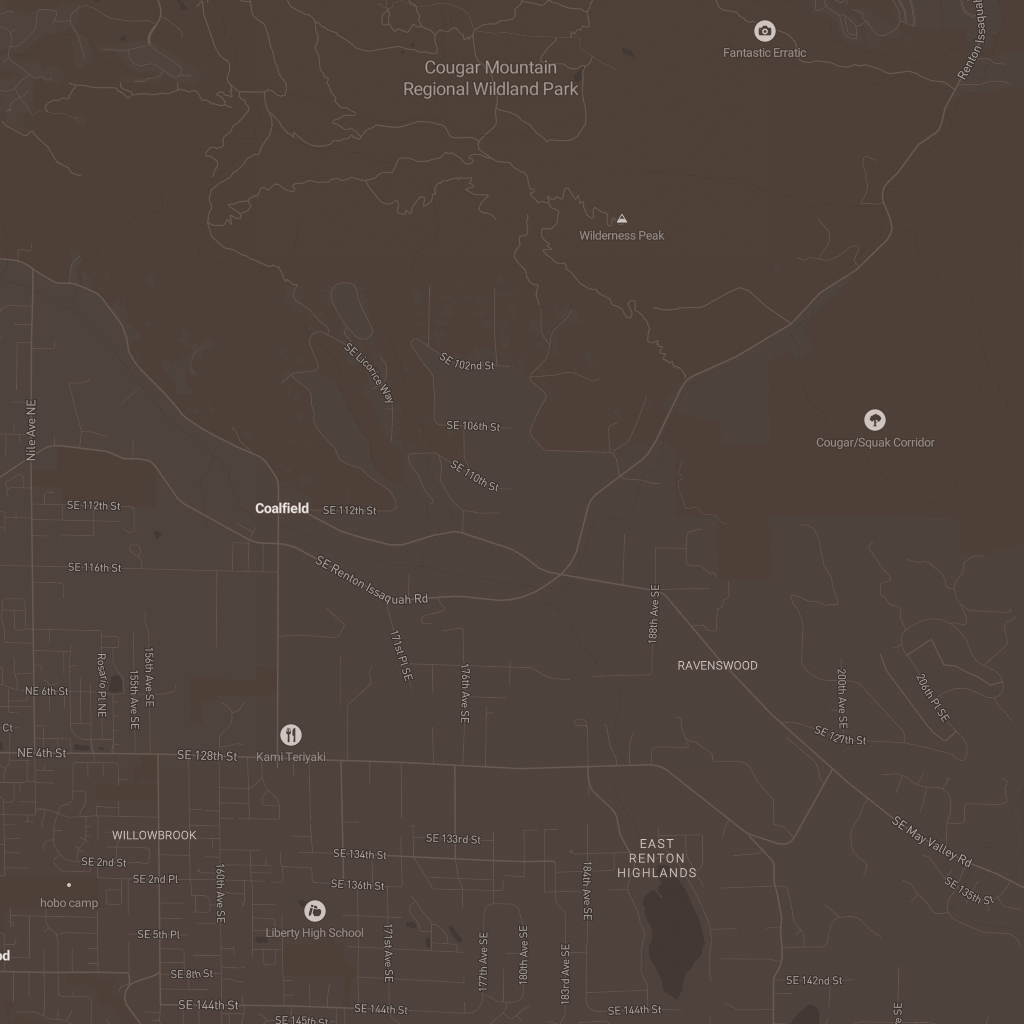 Fantastic Erratic
Renton Issaquah
Cougar Mountain
Regional Wildland Park
Wilderness Peak
SE Licorice Way
SE 102nd St
Nile Ave NE
SE 106th St
Cougar/Squak Corridor
SE 110th St
SE 112th St
Coalfield
SE 112th St
SE 116th St
SE Renton Issaquah Rd
188th Ave SE
171st Pl SE
RAVENSWOOD
Rosario Pl NE
155th Ave SE
156th Ave SE
176th Ave SE
200th Ave SE
206th Pl SE
NE 6th St
Ct
NE 4th St
SE 128th St
Kami Teriyaki
SE 127th St
WILLOWBROOK
SE 133rd St
SE May Valley Rd
SE 134th St
EAST
RENTON
HIGHLANDS
SE 2nd St
SE 2nd Pl
160th Ave SE
SE 136th St
184th Ave SE
SE 135th St
hobo camp
Liberty High School
SE 5th Pl
171st Ave SE
177th Ave SE
180th Ave SE
183rd Ave SE
od
SE 8th St
SE 142nd St
SE 144th St
SE 144th St
SE 144th St
SE 145th St
e SE